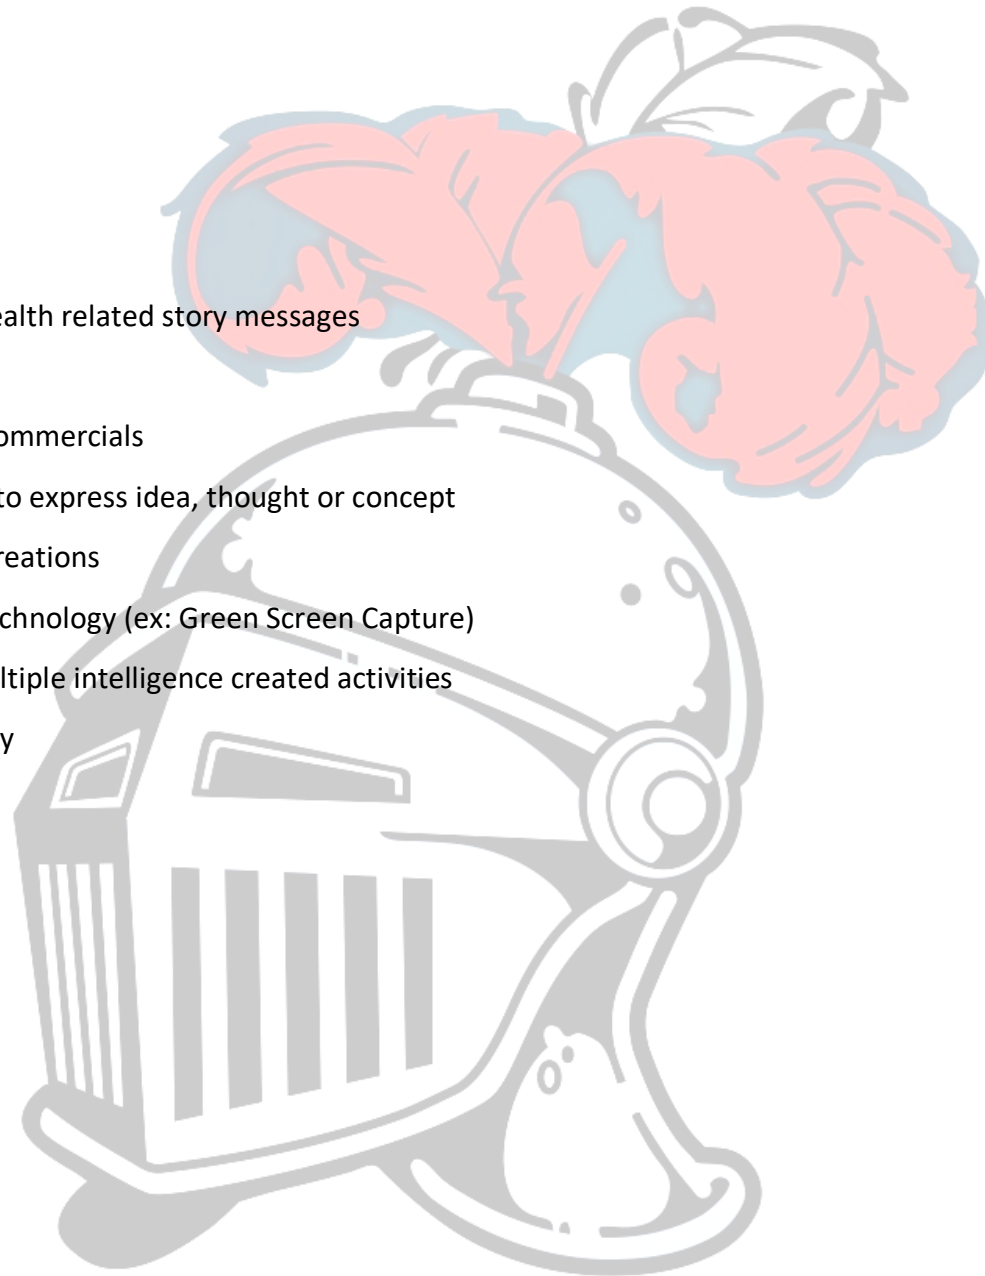 ealth related story messages
ommercials
to express idea, thought or concept
reations
chnology (ex: Green Screen Capture)
ltiple intelligence created activities
y